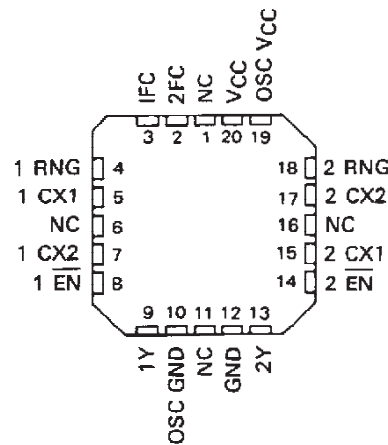 IFC
2FC
NC
VCC
OSC VCC
3 2 1 20 19
1 RNG 4 18 2 RNG
1 CX1 5 17 2 CX2
NC 6 16 NC
1 CX2 7 15 2 CX1
1 EN 8 14 2 EN
9 10 11 12 13
1Y
OSC GND
NC
GND
2Y